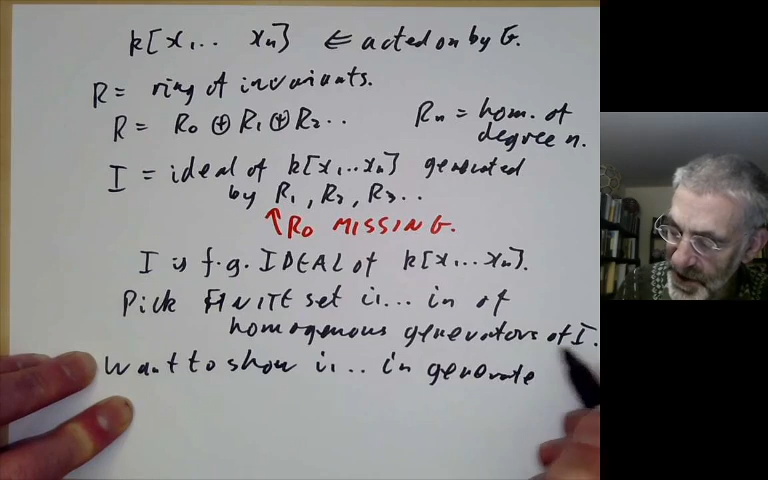 k[x₁... xₙ] ⇐ acted on by G.
R = ring of invariants.
R = R₀ ⊕ R₁ ⊕ R₂ ..
Rₙ = hom. of
degree n.
I = ideal of k[x₁..xₙ] generated
by R₁, R₂, R₃..
↑ R₀ MISSING.
I is f.g. IDEAL of k[x₁...xₙ].
Pick FINITE set i₁... in of
homogenous generators of I.
Want to show i₁... in generate